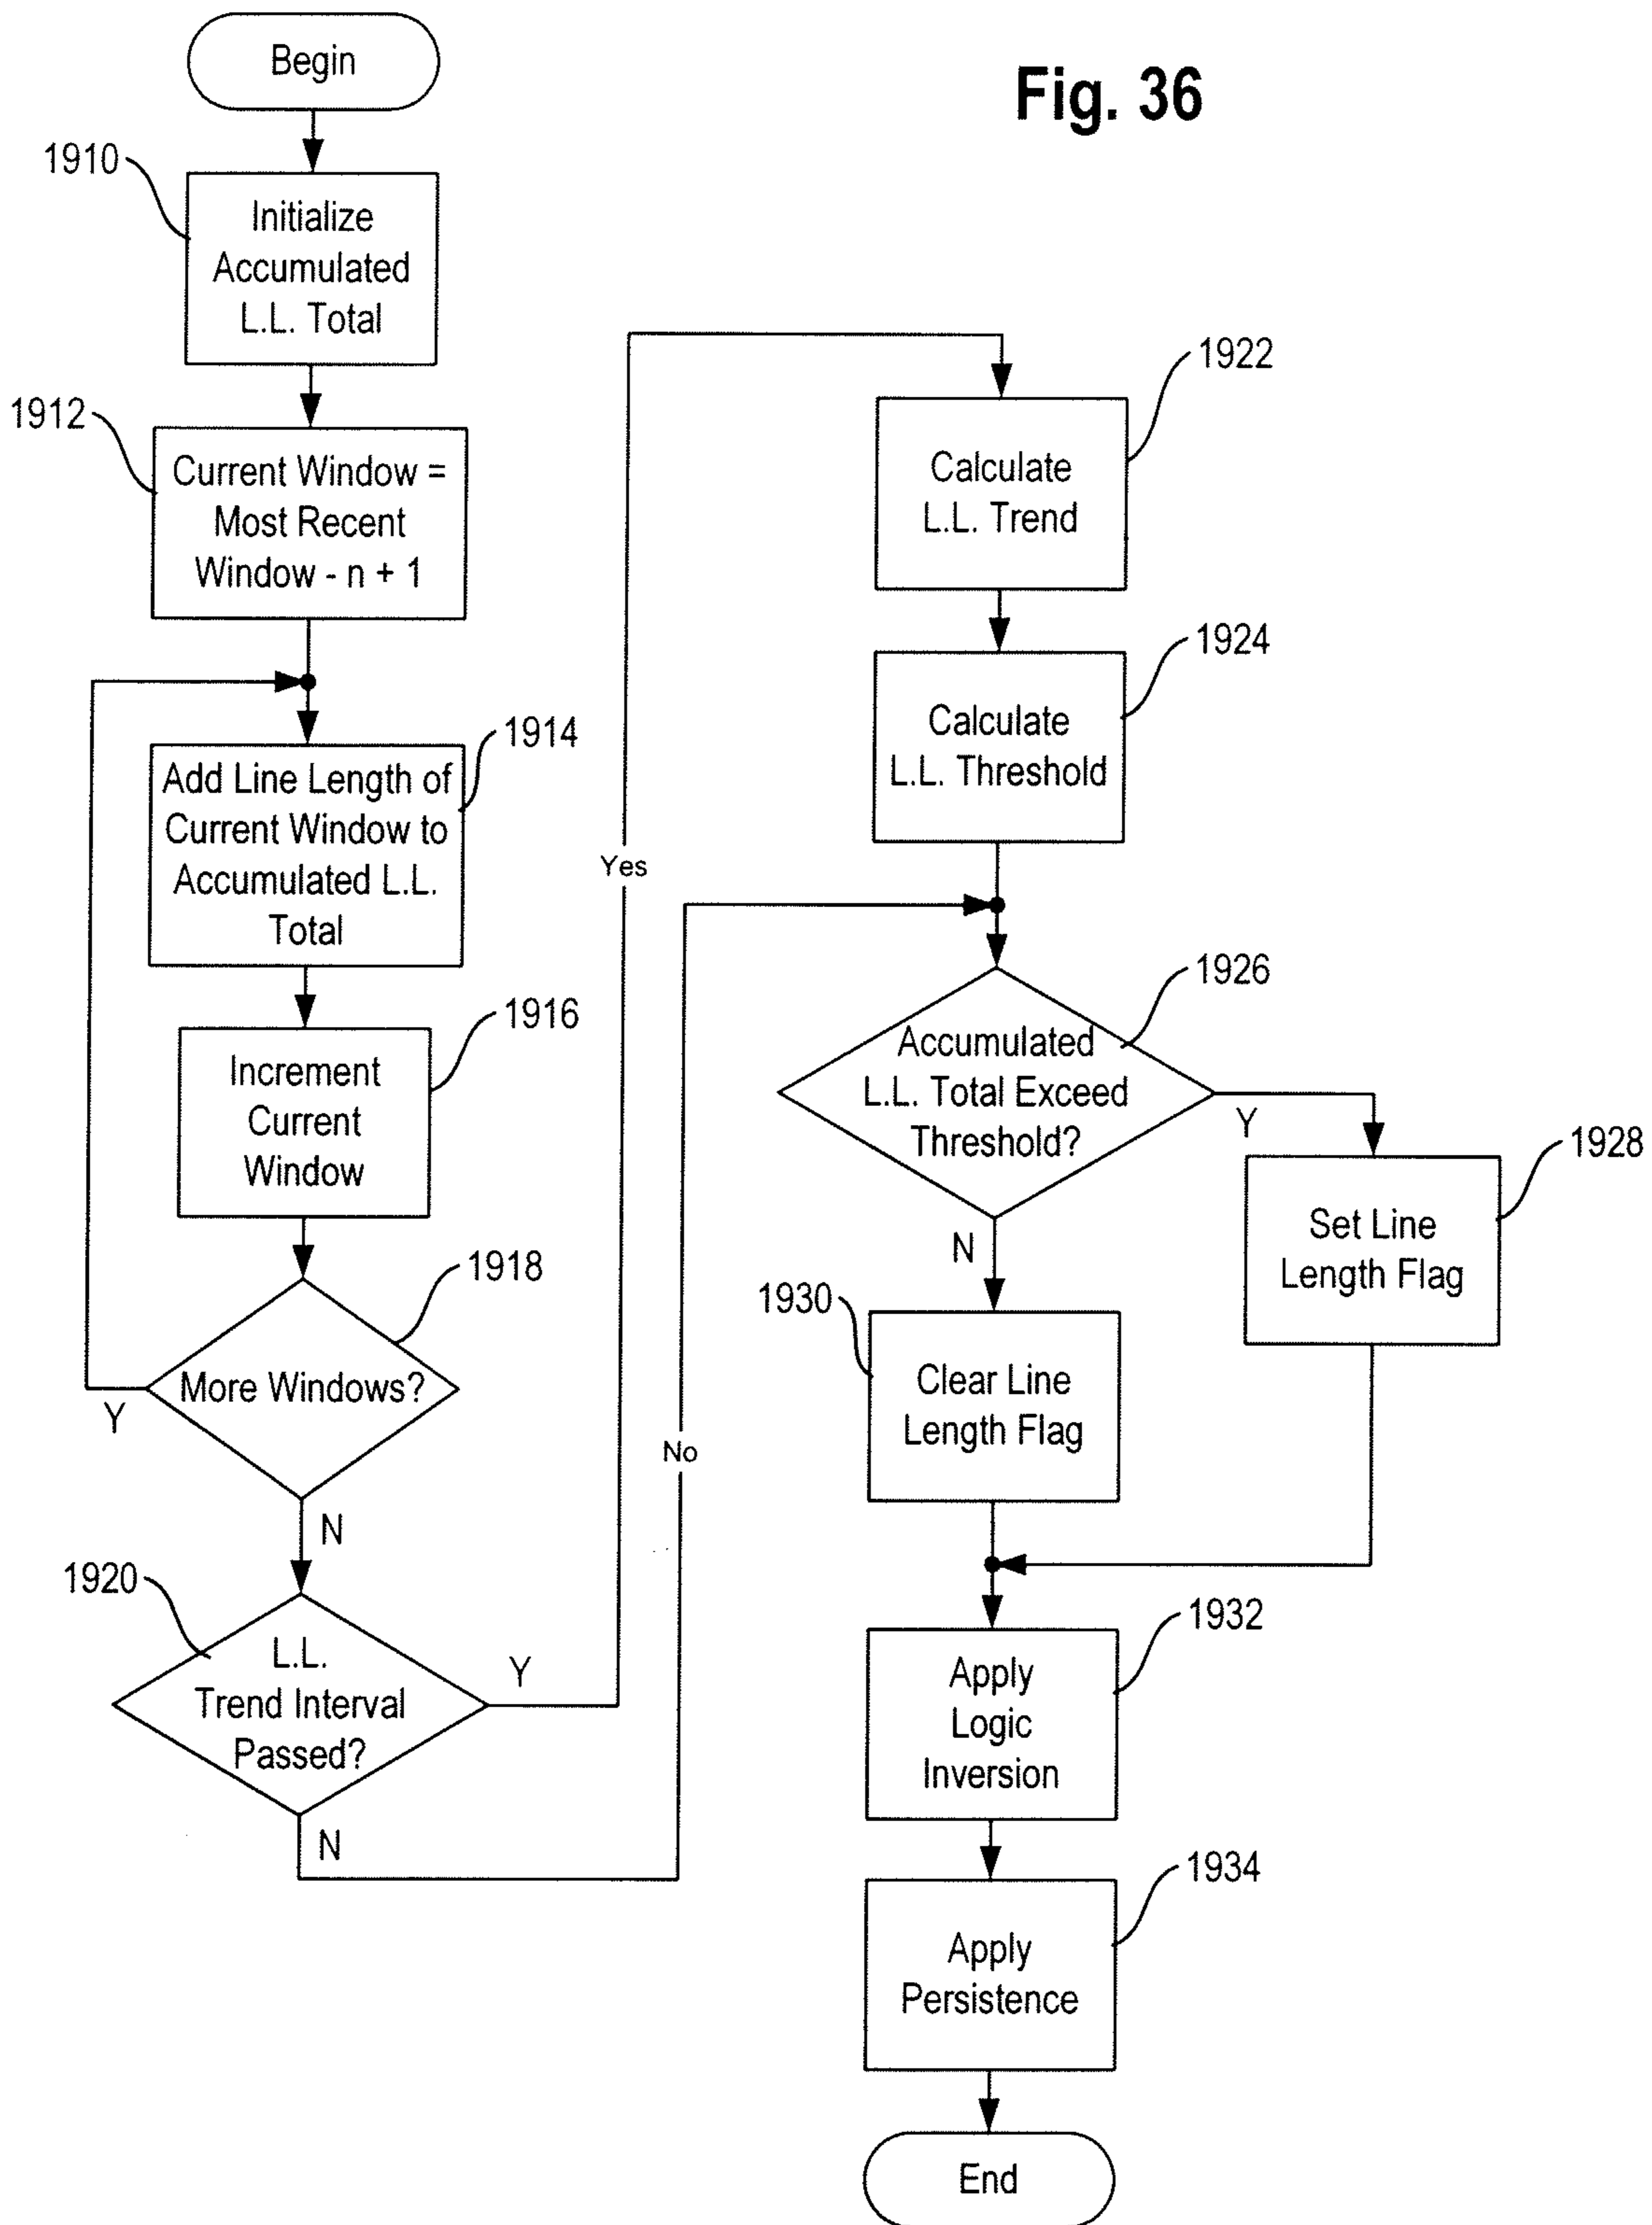 Fig. 36
Begin
1910
Initialize
Accumulated
L.L. Total
1912
Current Window =
Most Recent
Window - n + 1
1914
Add Line Length of
Current Window to
Accumulated L.L.
Total
1916
Increment
Current
Window
1918
More Windows?
Y
N
1920
L.L.
Trend Interval
Passed?
Y
N
Yes
No
1922
Calculate
L.L. Trend
1924
Calculate
L.L. Threshold
1926
Accumulated
L.L. Total Exceed
Threshold?
Y
N
1928
Set Line
Length Flag
1930
Clear Line
Length Flag
1932
Apply
Logic
Inversion
1934
Apply
Persistence
End